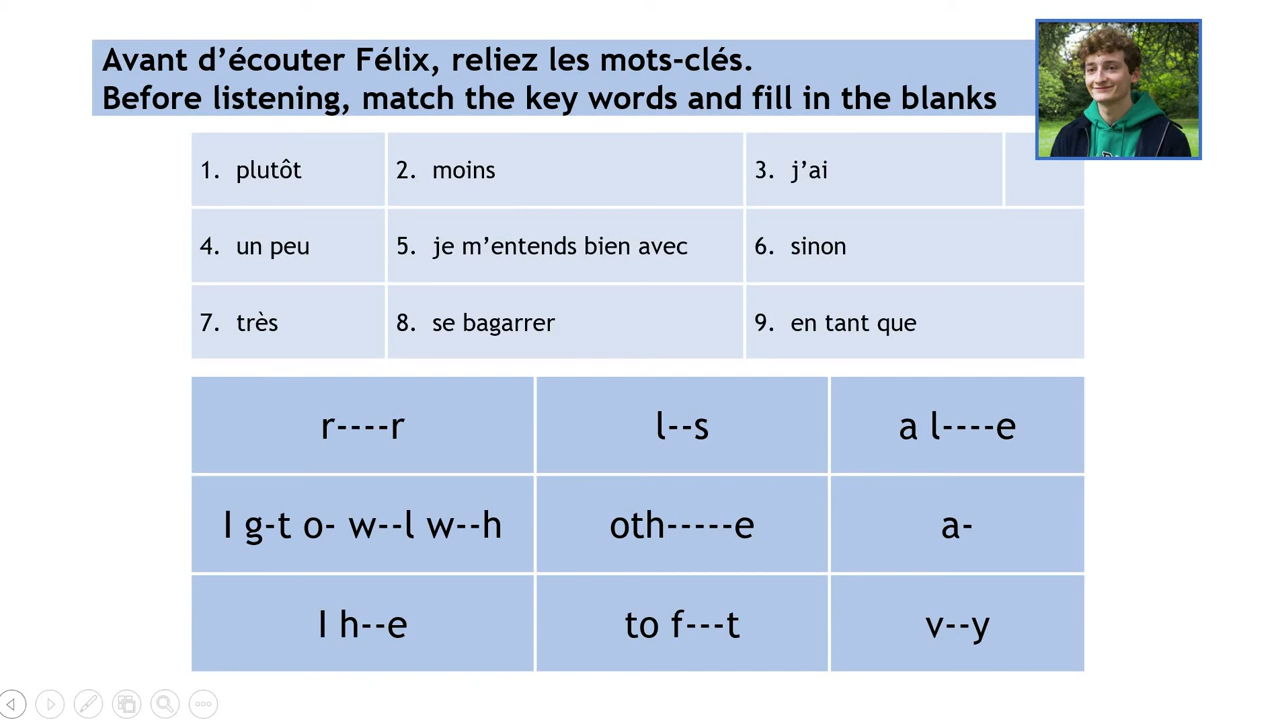 Avant d’écouter Félix, reliez les mots-clés.
Before listening, match the key words and fill in the blanks
1. plutôt
2. moins
3. j’ai
4. un peu
5. je m’entends bien avec
6. sinon
7. très
8. se bagarrer
9. en tant que
r----r
l--s
a l----e
I g-t o- w--l w--h
oth-----e
a-
I h--e
to f---t
v--y